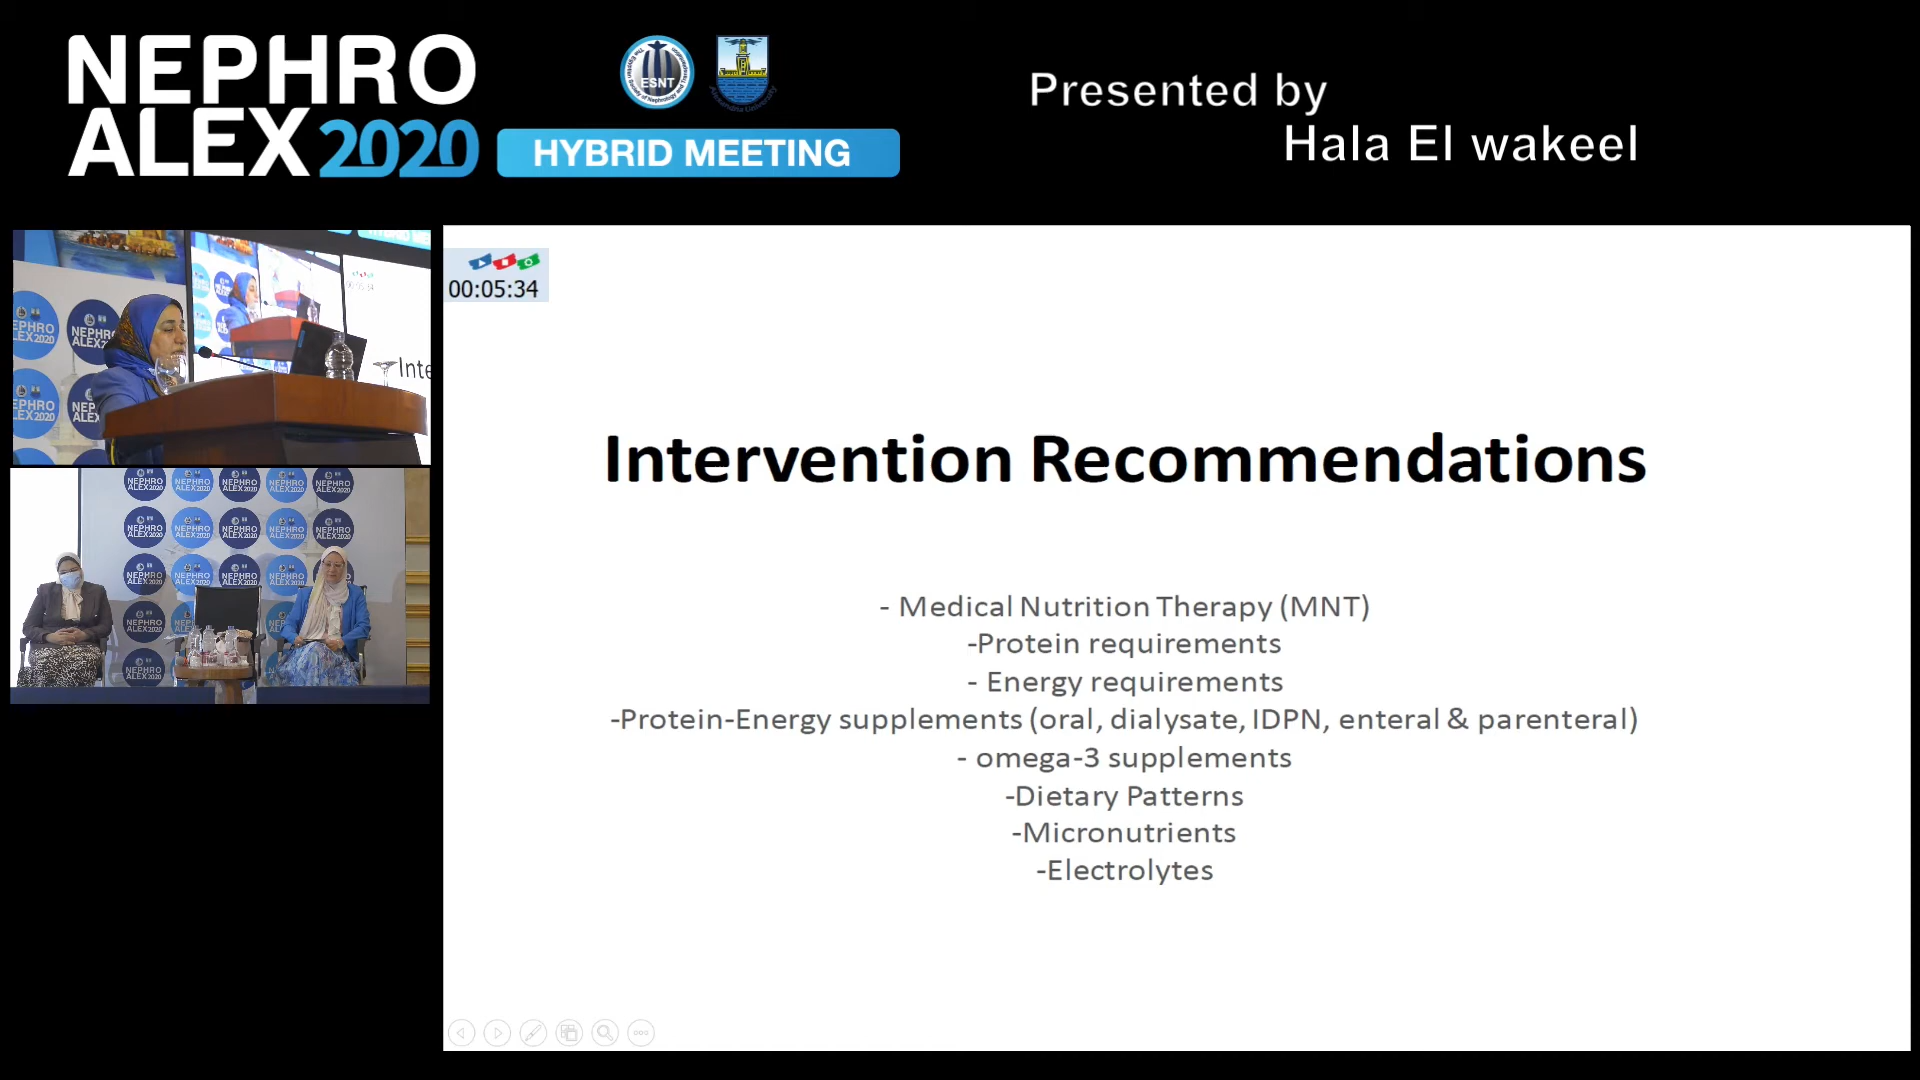 NEPHRO
ALEX 2020
ESNT
HYBRID MEETING
Presented by
Hala El wakeel
00:05:34
Intervention Recommendations
- Medical Nutrition Therapy (MNT)
-Protein requirements
- Energy requirements
-Protein-Energy supplements (oral, dialysate, IDPN, enteral & parenteral)
- omega-3 supplements
-Dietary Patterns
-Micronutrients
-Electrolytes